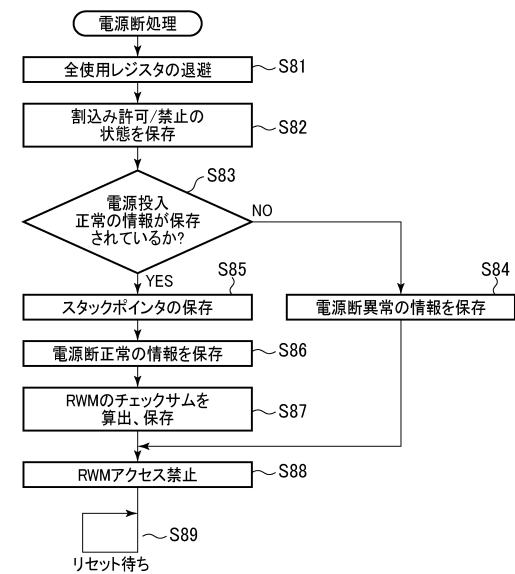 電源断処理
全使用レジスタの退避
S81
割込み許可/禁止の
状態を保存
S82
S83
電源投入
正常の情報が保存
されているか?
NO
YES
S85
スタックポインタの保存
S84
電源断異常の情報を保存
電源断正常の情報を保存
S86
RWMのチェックサムを
算出、保存
S87
RWMアクセス禁止
S88
S89
リセット待ち